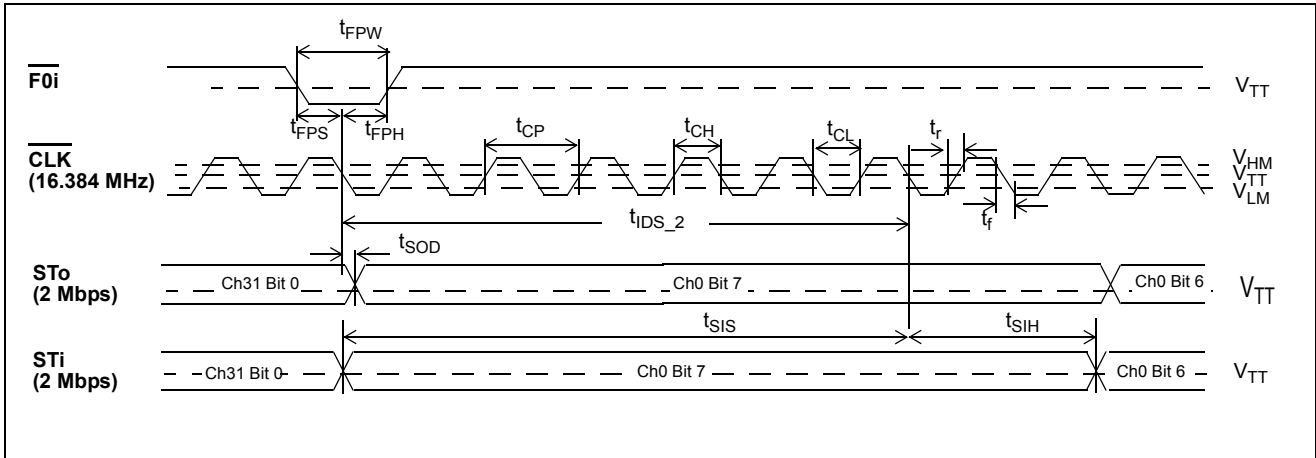 tFPW
F0i
VTT
tFPS tFPH
tCP tCH tCL tr
CLK
(16.384 MHz)
VHM
VTT
VLM
tf
tIDS_2
tSOD
STo
(2 Mbps)
Ch31 Bit 0 Ch0 Bit 7 Ch0 Bit 6 VTT
tSIS tSIH
STi
(2 Mbps)
Ch31 Bit 0 Ch0 Bit 7 Ch0 Bit 6 VTT